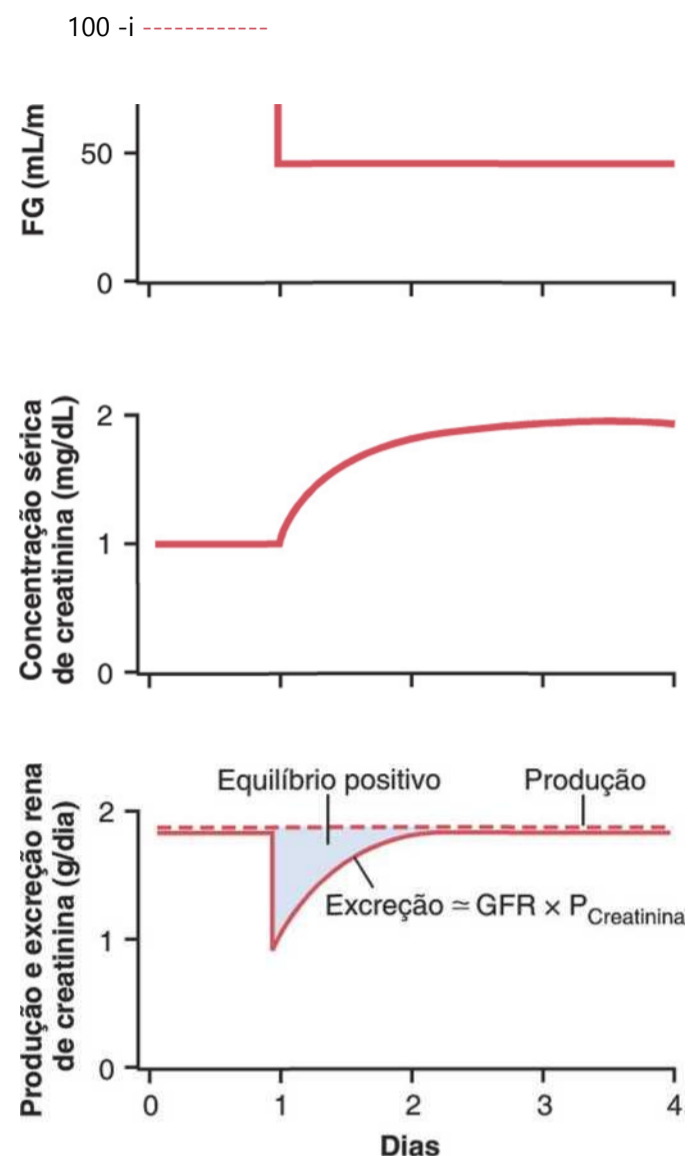 100 -i
FG (mL/m
50
0
Concentração sérica
de creatinina (mg/dL)
2
1
0
Produção e excreção rena
de creatinina (g/dia)
Equilíbrio positivo
Produção
2
Excreção ≃ GFR × PCreatinina
1
0
0 1 2 3 4
Dias